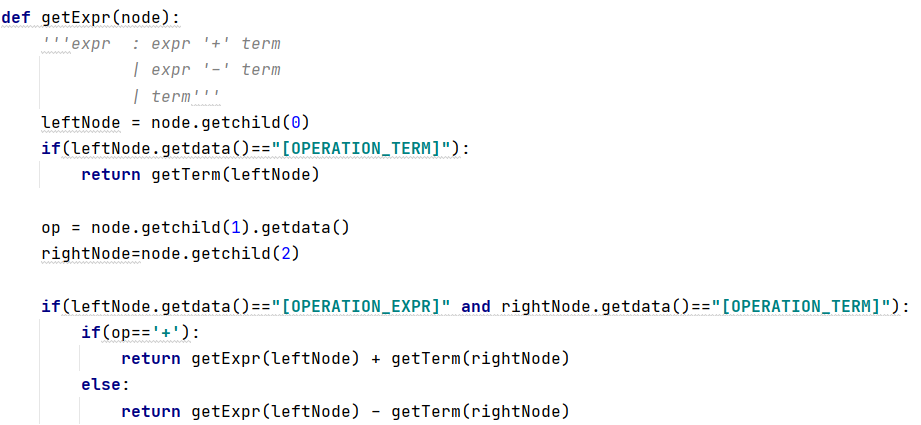 def getExpr(node):
    '''expr  : expr '+' term
             | expr '-' term
             | term'''
    leftNode = node.getchild(0)
    if(leftNode.getdata()=="[OPERATION_TERM]"):
        return getTerm(leftNode)

    op = node.getchild(1).getdata()
    rightNode=node.getchild(2)

    if(leftNode.getdata()=="[OPERATION_EXPR]" and rightNode.getdata()=="[OPERATION_TERM]"):
        if(op=='+'):
            return getExpr(leftNode) + getTerm(rightNode)
        else:
            return getExpr(leftNode) - getTerm(rightNode)